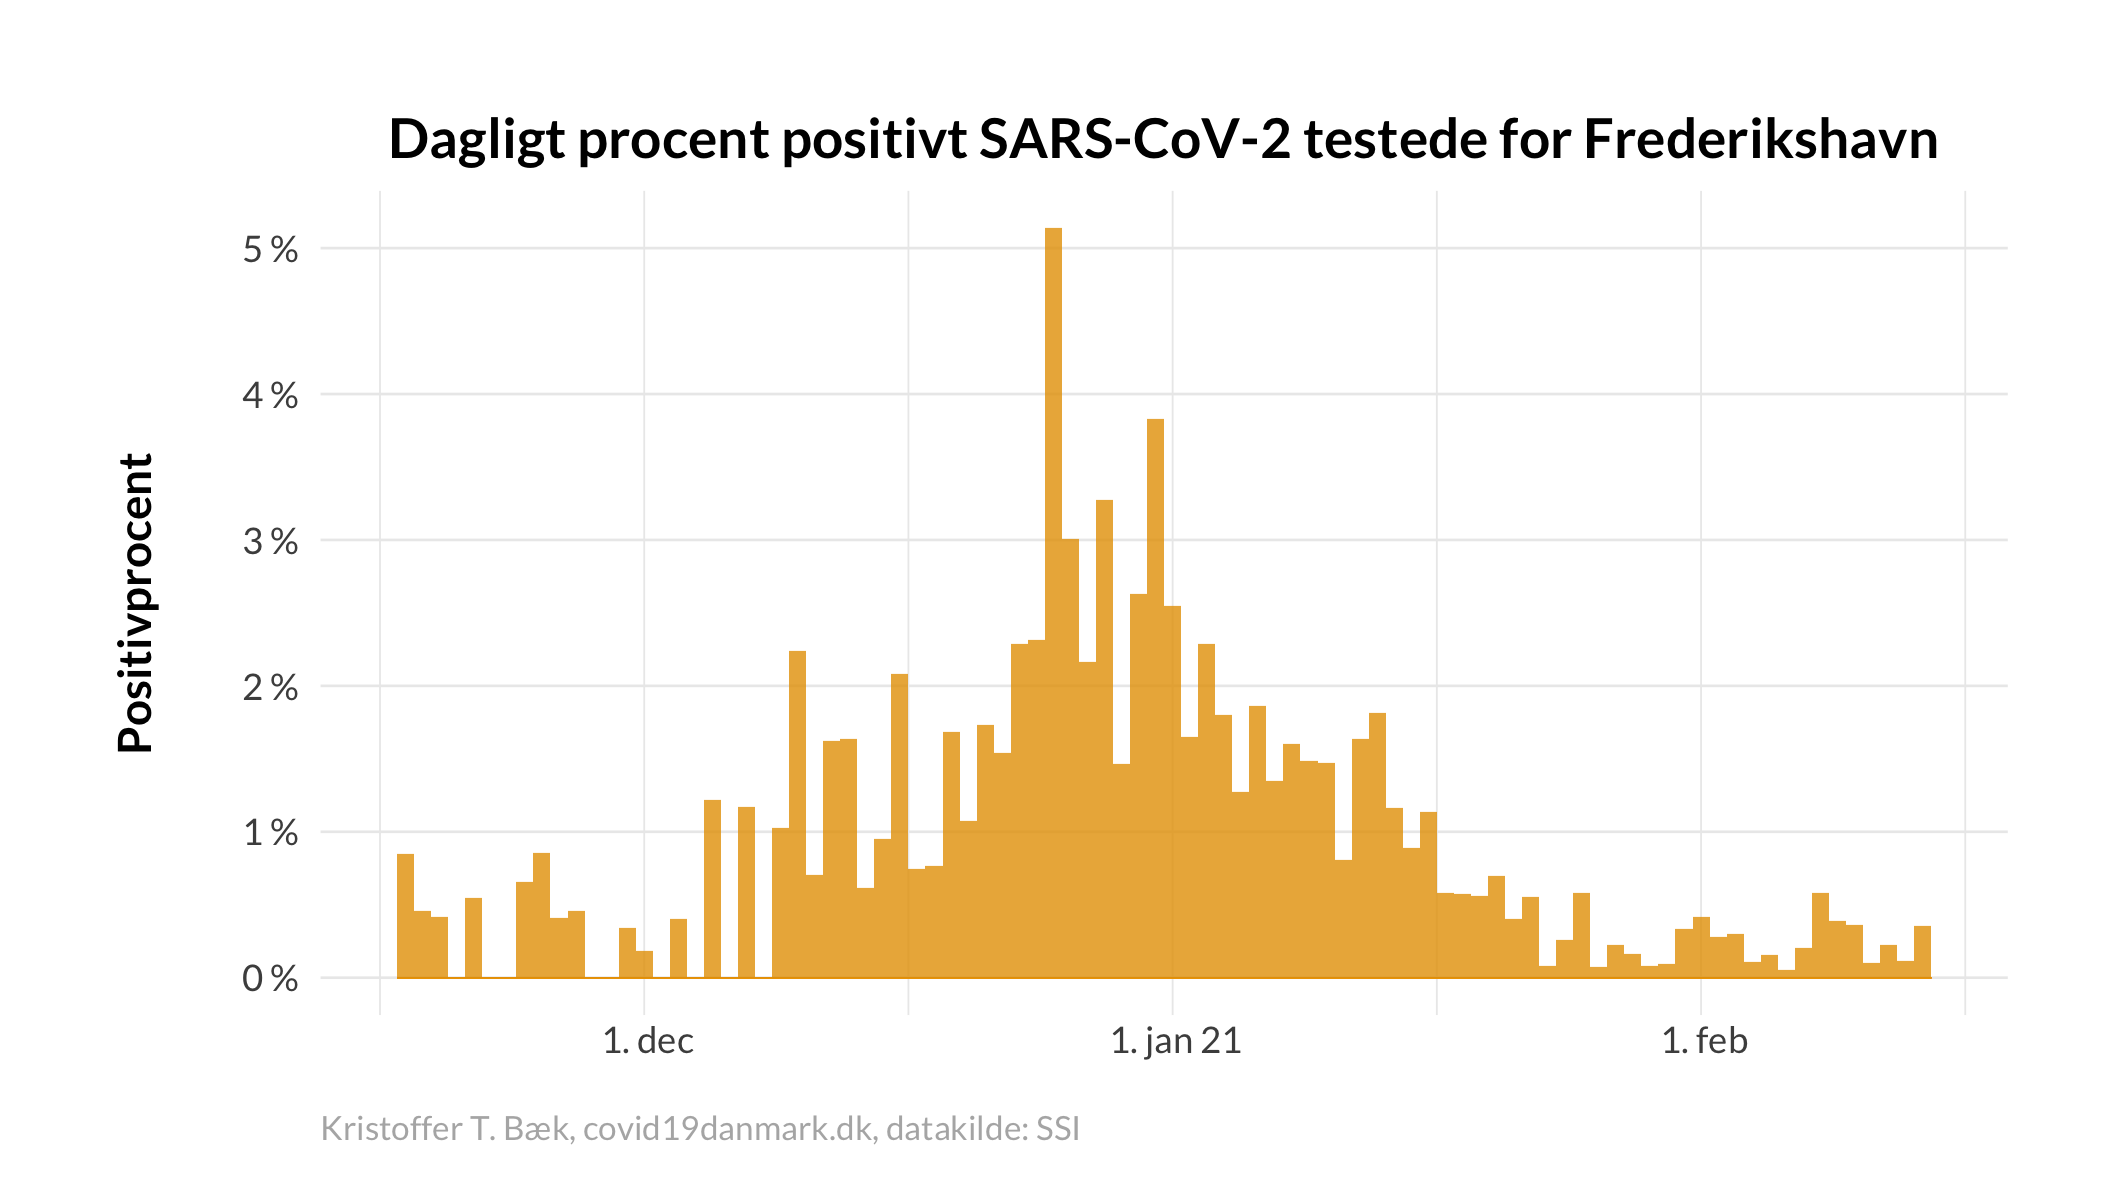 Dagligt procent positivt SARS-CoV-2 testede for Frederikshavn
Positivprocent
5 %
4 %
3 %
2 %
1 %
0 %
1. dec
1. jan 21
1. feb
Kristoffer T. Bæk, covid19danmark.dk, datakilde: SSI